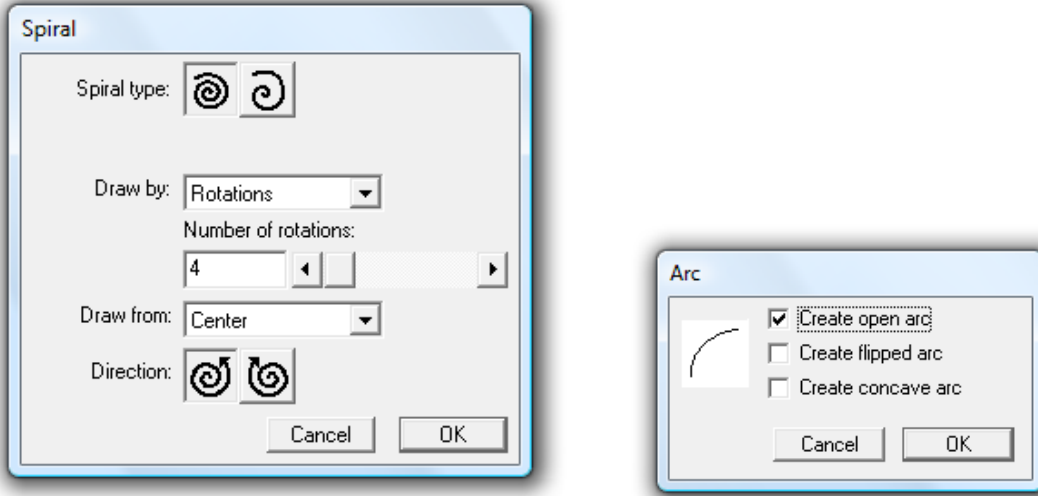 Spiral
Spiral type:
Draw by: Rotations
Number of rotations:
4
Draw from: Center
Direction:
Cancel OK
Arc
Create open arc
Create flipped arc
Create concave arc
Cancel OK